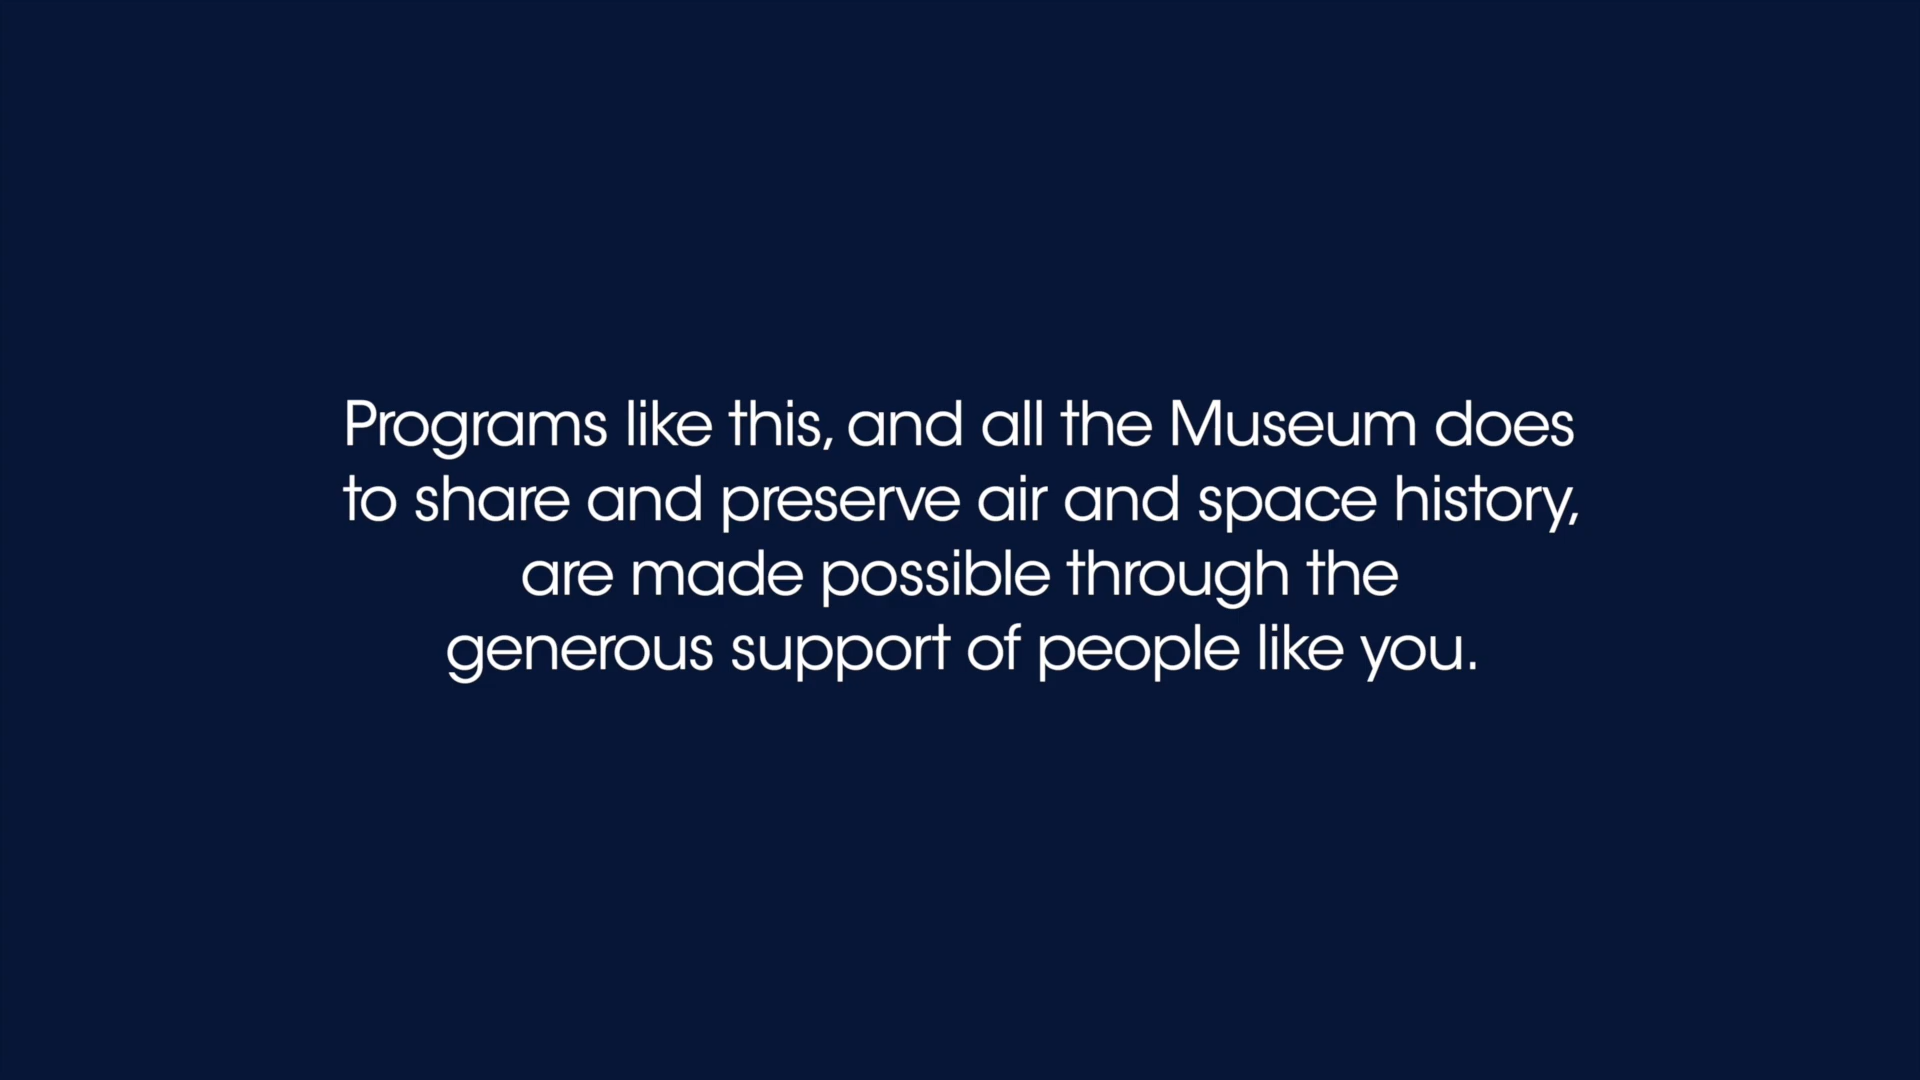 Programs like this, and all the Museum does
to share and preserve air and space history,
are made possible through the
generous support of people like you.